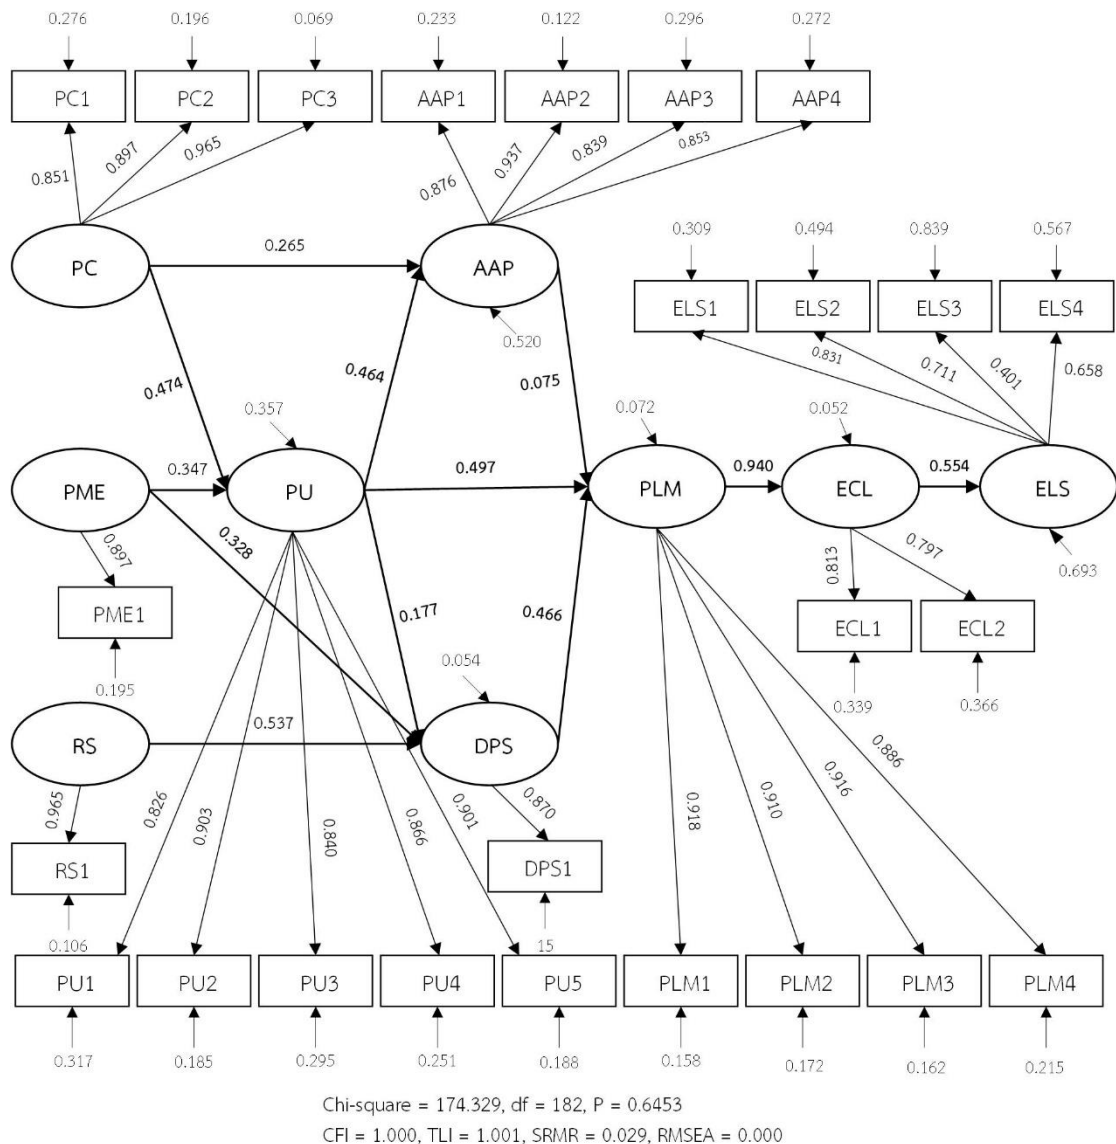 0.276 0.196 0.069 0.233 0.122 0.296 0.272
PC1 PC2 PC3 AAP1 AAP2 AAP3 AAP4
0.851 0.897 0.965 0.876 0.937 0.839 0.853
PC 0.265 AAP
0.520
0.309 0.494 0.839 0.567
ELS1 ELS2 ELS3 ELS4
0.831 0.711 0.401 0.658
0.474 0.464 0.075
0.357 0.072 0.052
PME 0.347 PU 0.497 PLM 0.940 ECL 0.554 ELS
0.693
0.897 0.328 0.177 0.466 0.813 0.797
PME1 ECL1 ECL2
0.195 0.339 0.366
0.054
RS 0.537 DPS
0.965 0.826 0.903 0.840 0.866 0.901 0.870 0.918 0.910 0.916 0.886
RS1 DPS1
0.106 15
PU1 PU2 PU3 PU4 PU5 PLM1 PLM2 PLM3 PLM4
0.317 0.185 0.295 0.251 0.188 0.158 0.172 0.162 0.215
Chi-square = 174.329, df = 182, P = 0.6453
CFI = 1.000, TLI = 1.001, SRMR = 0.029, RMSEA = 0.000